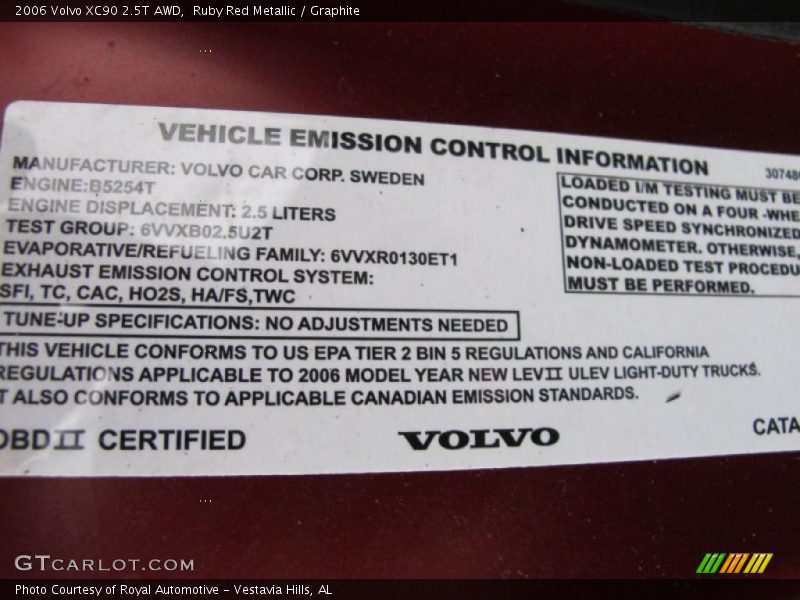 2006 Volvo XC90 2.5T AWD,  Ruby Red Metallic / Graphite
VEHICLE EMISSION CONTROL INFORMATION
MANUFACTURER: VOLVO CAR CORP. SWEDEN
ENGINE:B5254T
ENGINE DISPLACEMENT: 2.5 LITERS
TEST GROUP: 6VVXB02.5U2T
EVAPORATIVE/REFUELING FAMILY: 6VVXR0130ET1
EXHAUST EMISSION CONTROL SYSTEM:
SFI, TC, CAC, HO2S, HA/FS,TWC
30748
LOADED I/M TESTING MUST BE
CONDUCTED ON A FOUR -WHE
DRIVE SPEED SYNCHRONIZED
DYNAMOMETER. OTHERWISE,
NON-LOADED TEST PROCEDU
MUST BE PERFORMED.
TUNE-UP SPECIFICATIONS: NO ADJUSTMENTS NEEDED
THIS VEHICLE CONFORMS TO US EPA TIER 2 BIN 5 REGULATIONS AND CALIFORNIA
REGULATIONS APPLICABLE TO 2006 MODEL YEAR NEW LEVII ULEV LIGHT-DUTY TRUCKS.
T ALSO CONFORMS TO APPLICABLE CANADIAN EMISSION STANDARDS.
OBDII CERTIFIED
VOLVO
CATA
GTCARLOT.COM
Photo Courtesy of Royal Automotive – Vestavia Hills, AL